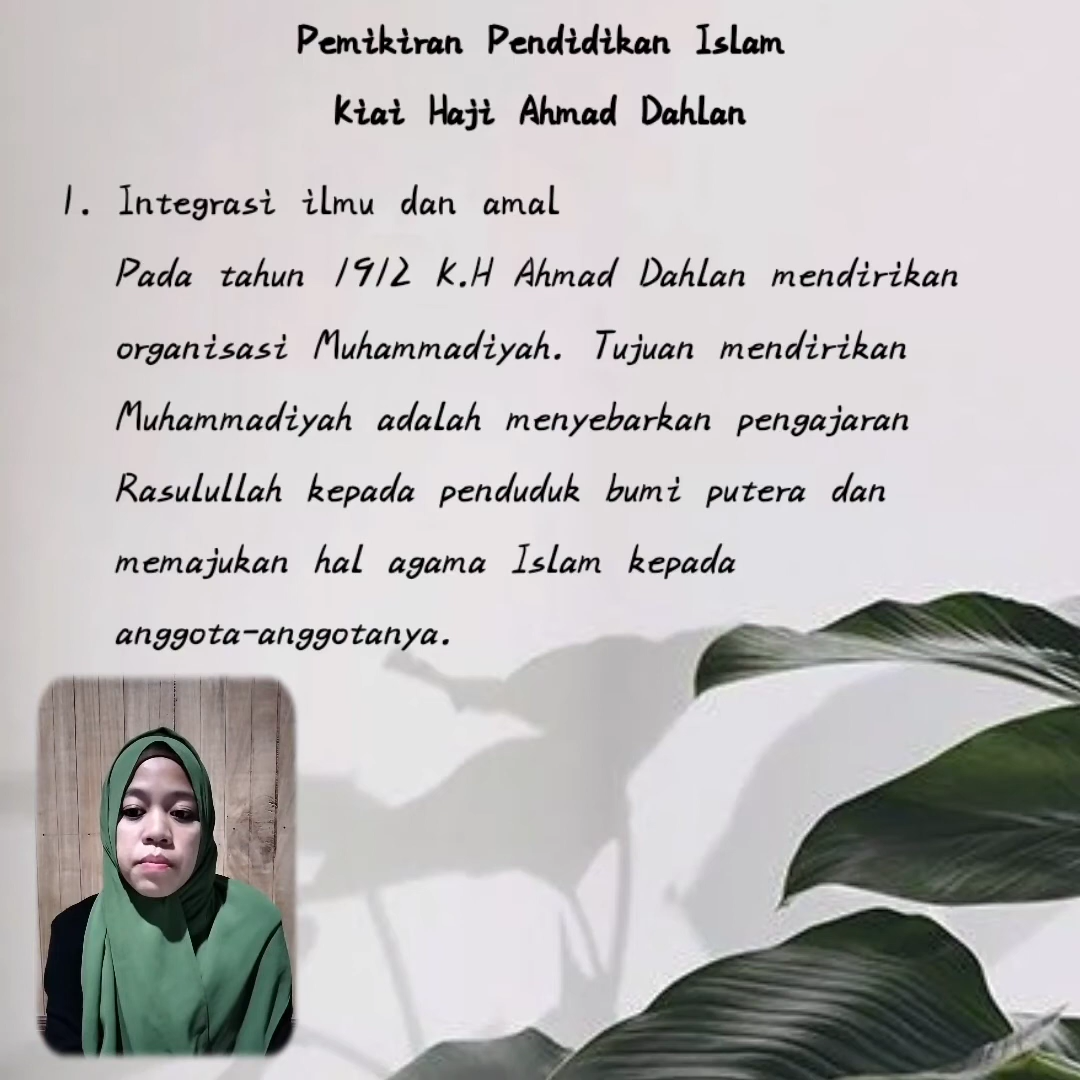 Pemikiran Pendidikan Islam
Kiai Haji Ahmad Dahlan
1. Integrasi ilmu dan amal
Pada tahun 1912 K.H Ahmad Dahlan mendirikan
organisasi Muhammadiyah. Tujuan mendirikan
Muhammadiyah adalah menyebarkan pengajaran
Rasulullah kepada penduduk bumi putera dan
memajukan hal agama Islam kepada
anggota-anggotanya.